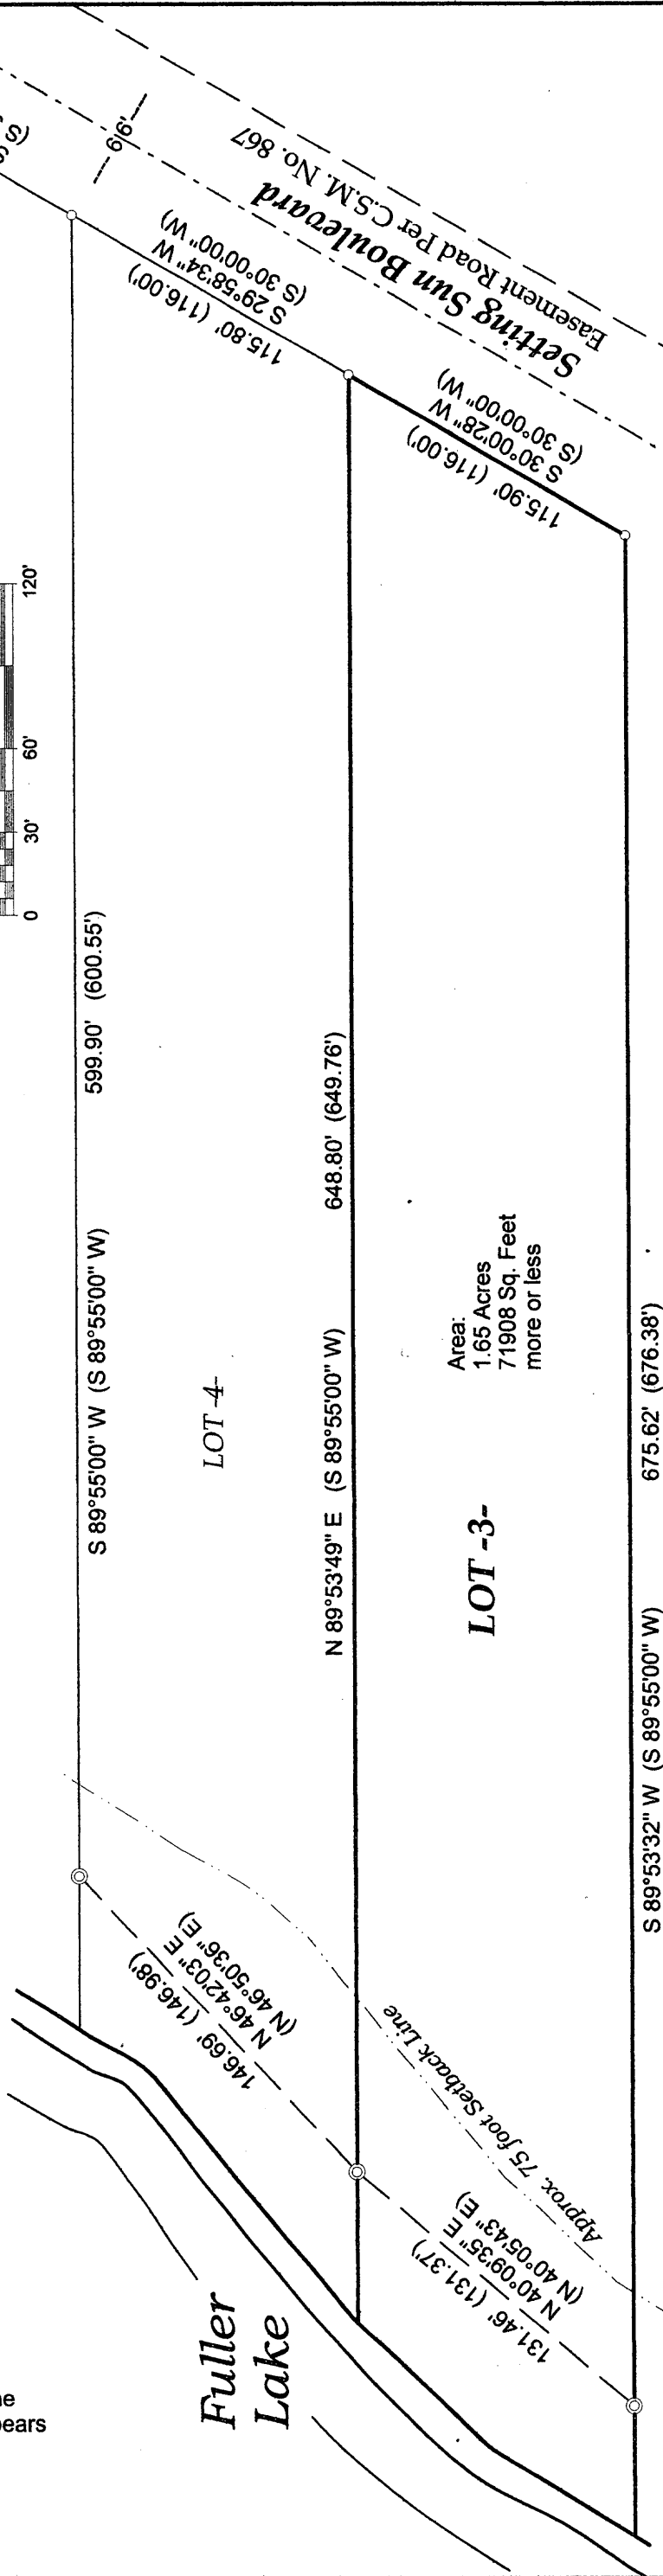 66'
S 29°58'34" W
(S 30°00'00" W)
115.80' (116.00')
Setting Sun Boulevard
Easement Road Per C.S.M. No. 867
S 30°00'28" W
(S 30°00'00" W)
115.90' (116.00')
0 30' 60' 120'
599.90' (600.55')
S 89°55'00" W (S 89°55'00" W)
LOT -4-
648.80' (649.76')
N 89°53'49" E (S 89°55'00" W)
Area:
1.65 Acres
71908 Sq. Feet
more or less
LOT -3-
675.62' (676.38')
S 89°53'32" W (S 89°55'00" W)
146.69' (146.98')
N 46°42'03" E
(N 46°50'36" E)
Approx. 75 foot Setback Line
131.46' (131.37')
N 40°09'35" E
(N 40°05'43" E)
Fuller
Lake